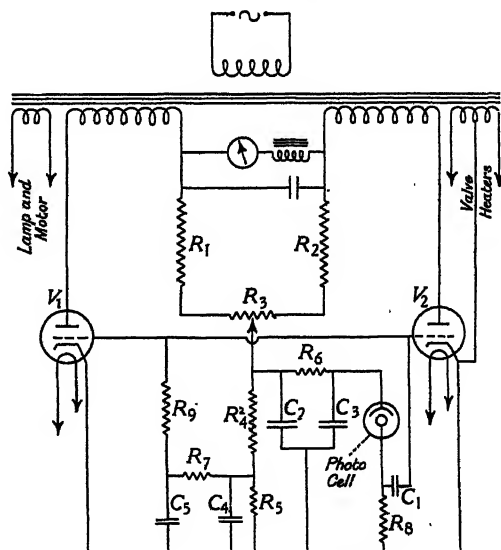 Lamp and
Motor
Valve
Heaters
R1
R2
R3
V1
V2
R6
R9
R4
C2
C3
Photo
Cell
R7
C5
C4
R5
C1
R8